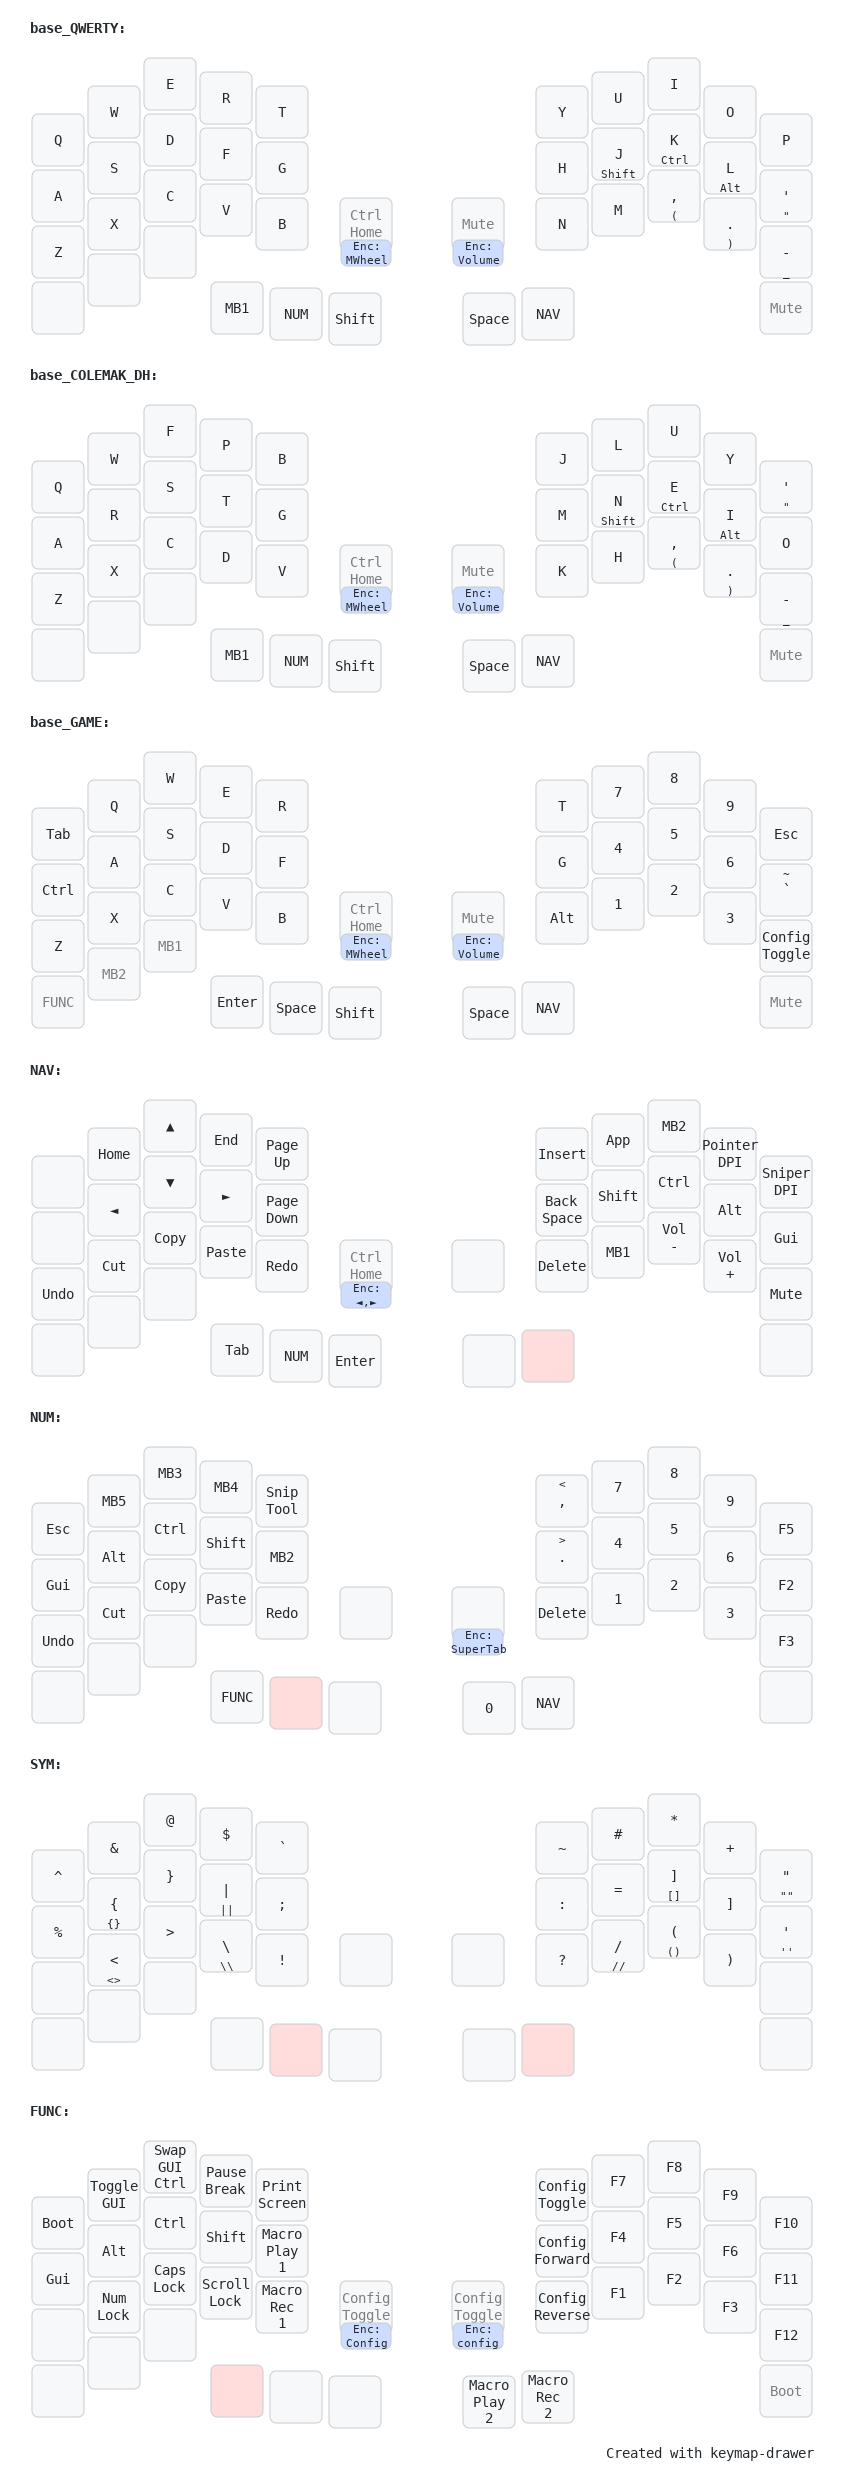 base_QWERTY:
E
I
R
U
W
T
Y
O
Q
D
K
Ctrl
P
F
J
Shift
S
G
H
L
Alt
A
C
,
(
'
"
V
M
X
B
N
.
)
Ctrl
Home
Enc:
MWheel
Mute
Enc:
Volume
Z
-
_
MB1
NUM
Shift
Space
NAV
Mute
base_COLEMAK_DH:
F
U
P
L
W
B
J
Y
Q
S
E
Ctrl
'
"
T
N
Shift
R
G
M
I
Alt
A
C
,
(
O
D
H
X
V
K
.
)
Ctrl
Home
Enc:
MWheel
Mute
Enc:
Volume
Z
-
_
MB1
NUM
Shift
Space
NAV
Mute
base_GAME:
W
8
E
7
Q
R
T
9
Tab
S
5
Esc
D
4
A
F
G
6
Ctrl
C
2
~
`
V
1
X
B
Alt
3
Ctrl
Home
Enc:
MWheel
Mute
Enc:
Volume
Z
MB1
Config
Toggle
MB2
FUNC
Enter
Space
Shift
Space
NAV
Mute
NAV:
▲
MB2
End
App
Home
Page
Up
Insert
Pointer
DPI
▼
Ctrl
Sniper
DPI
►
Shift
◄
Page
Down
Back
Space
Alt
Copy
Vol
-
Gui
Paste
MB1
Cut
Redo
Delete
Vol
+
Ctrl
Home
Enc:
◄,►
Undo
Mute
Tab
NUM
Enter
NUM:
MB3
8
MB4
7
MB5
Snip
Tool
<
,
9
Esc
Ctrl
5
F5
Shift
4
Alt
MB2
>
.
6
Gui
Copy
2
F2
Paste
1
Cut
Redo
Delete
3
Enc:
SuperTab
Undo
F3
FUNC
0
NAV
SYM:
@
*
$
#
&
`
~
+
^
}
]
[]
"
""
|
||
=
{
{}
;
:
]
%
>
(
()
'
''
\
\\
/
//
<
<>
!
?
)
FUNC:
Swap
GUI
Ctrl
F8
Pause
Break
F7
Toggle
GUI
Print
Screen
Config
Toggle
F9
Boot
Ctrl
F5
F10
Shift
F4
Alt
Macro
Play
1
Config
Forward
F6
Gui
Caps
Lock
F2
F11
Scroll
Lock
F1
Num
Lock
Macro
Rec
1
Config
Reverse
F3
Config
Toggle
Enc:
Config
Config
Toggle
Enc:
config
F12
Macro
Play
2
Macro
Rec
2
Boot
Created with keymap-drawer